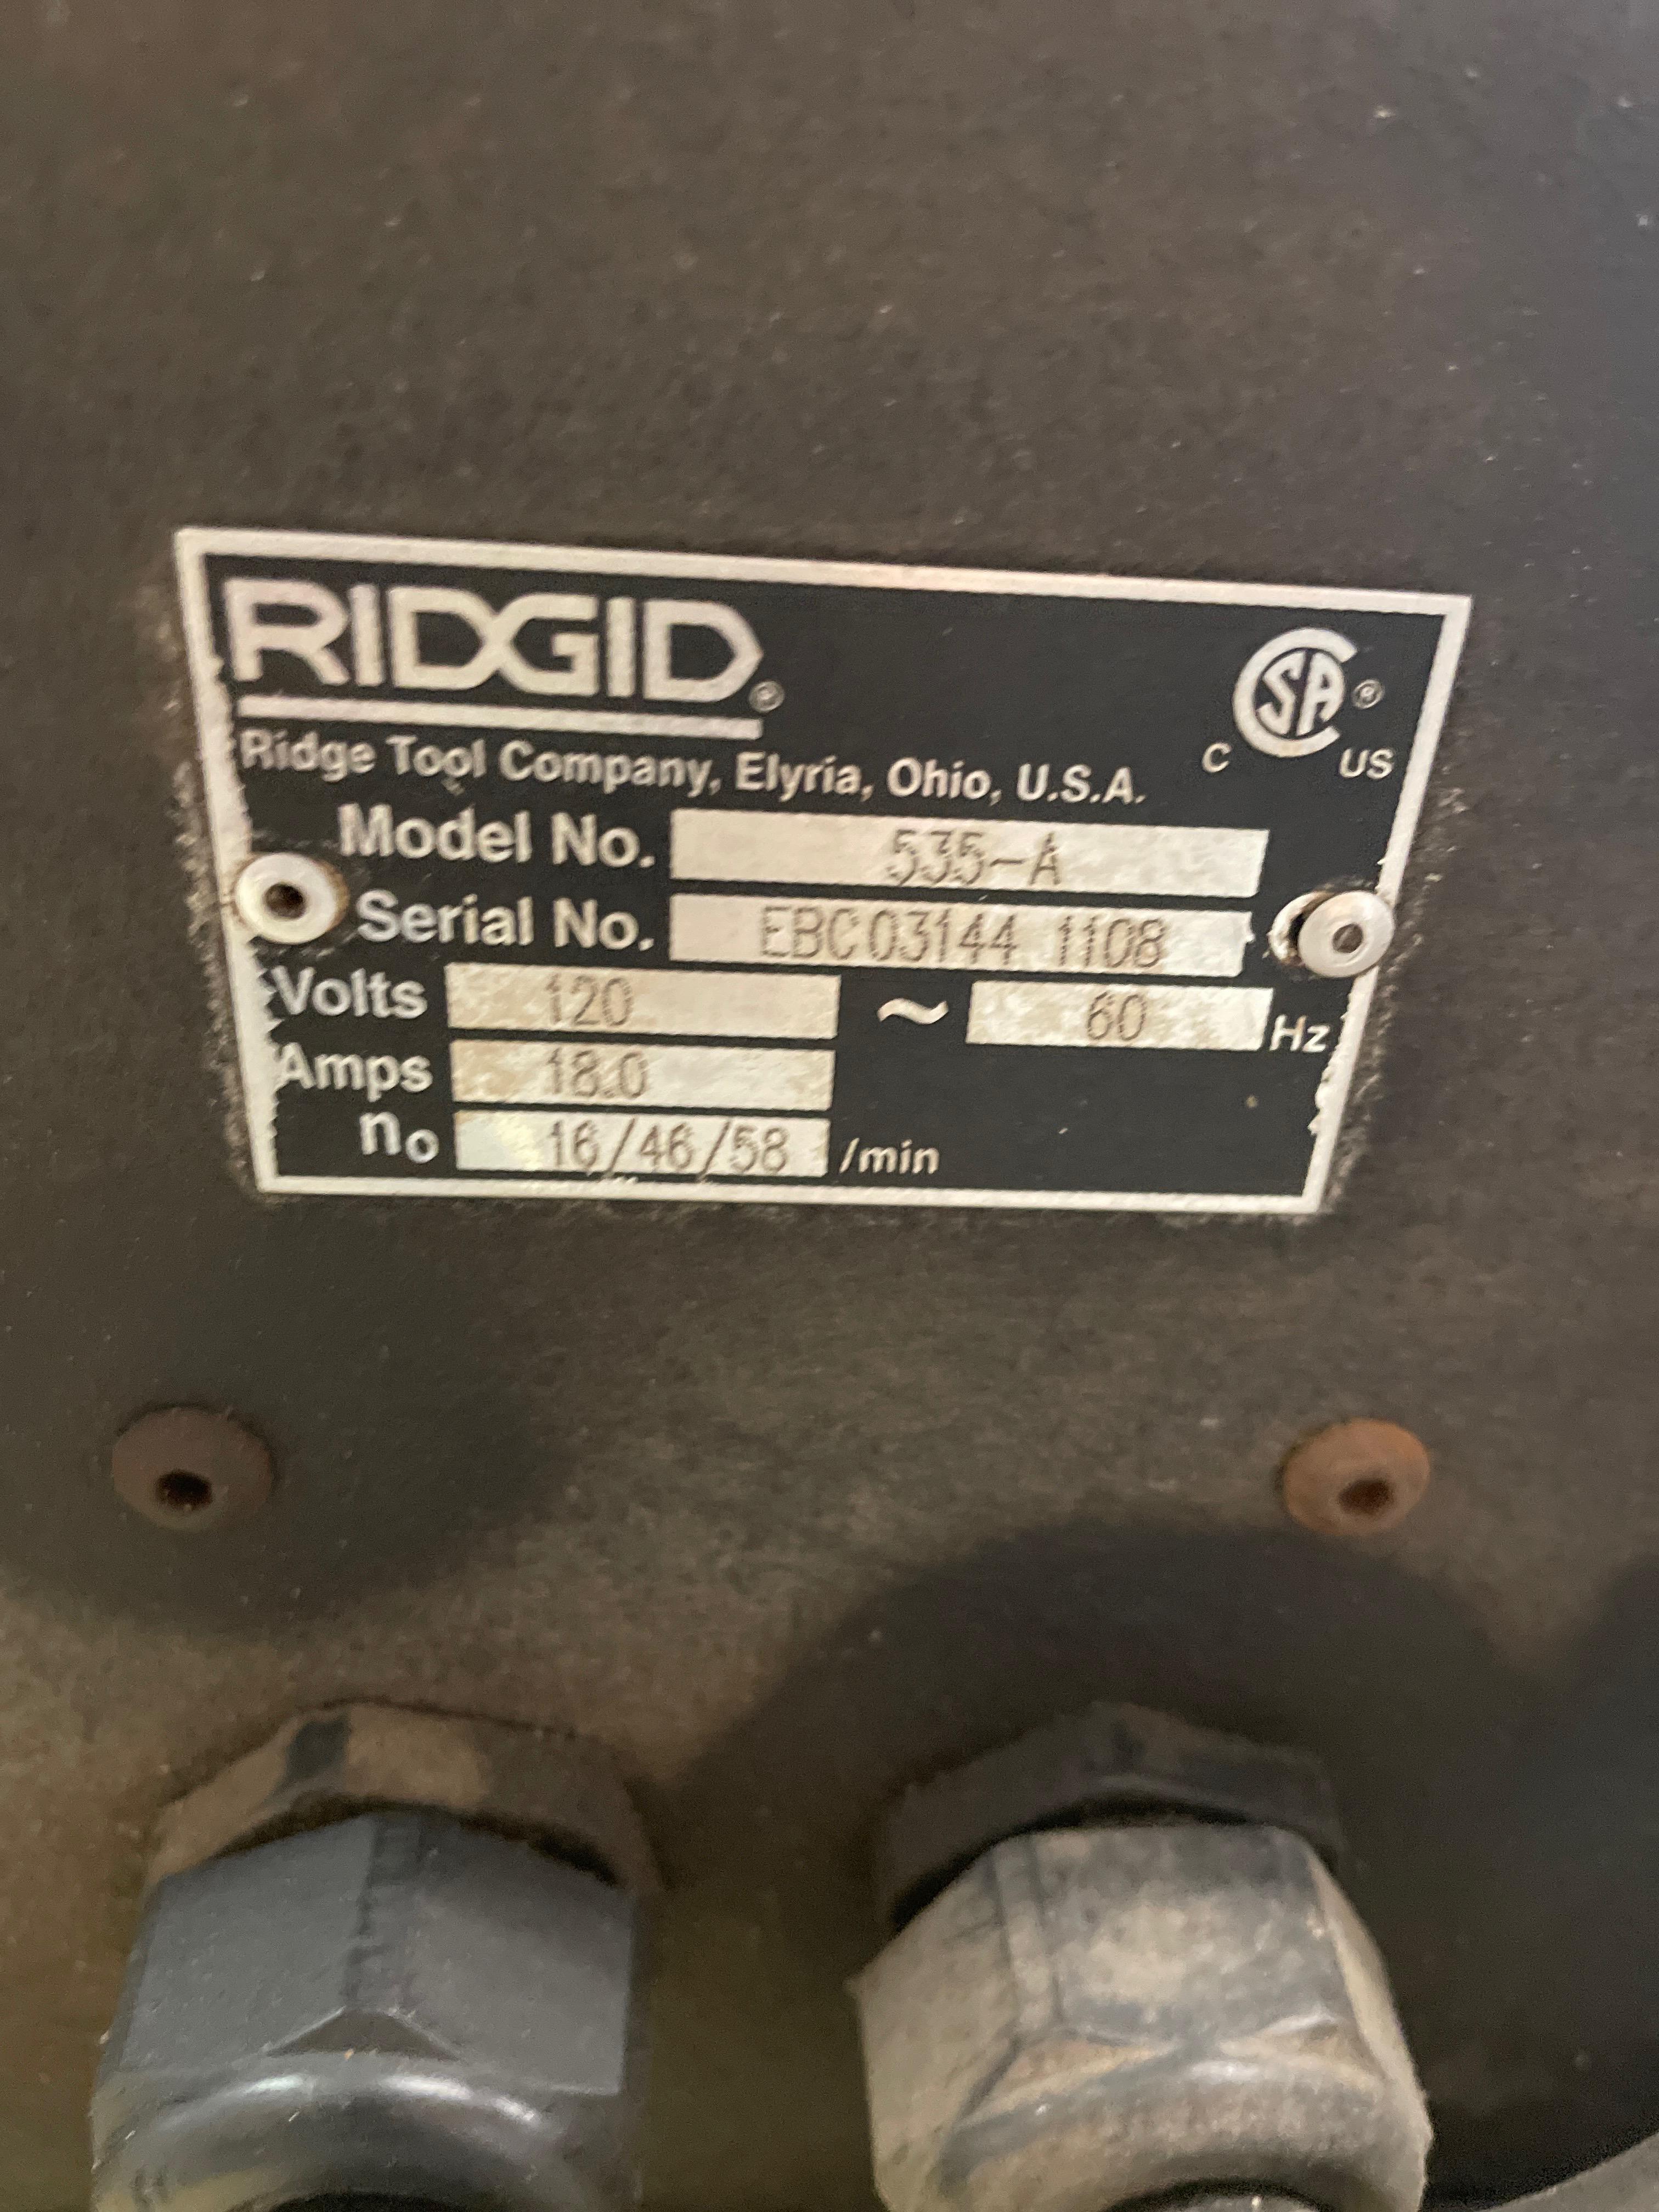 RIDGID®
Ridge Tool Company, Elyria, Ohio, U.S.A.
C SA® US
Model No. 535-A
Serial No. EBC03144 1108
Volts 120 ~ 60 Hz
Amps 18.0
no 16/46/58 /min